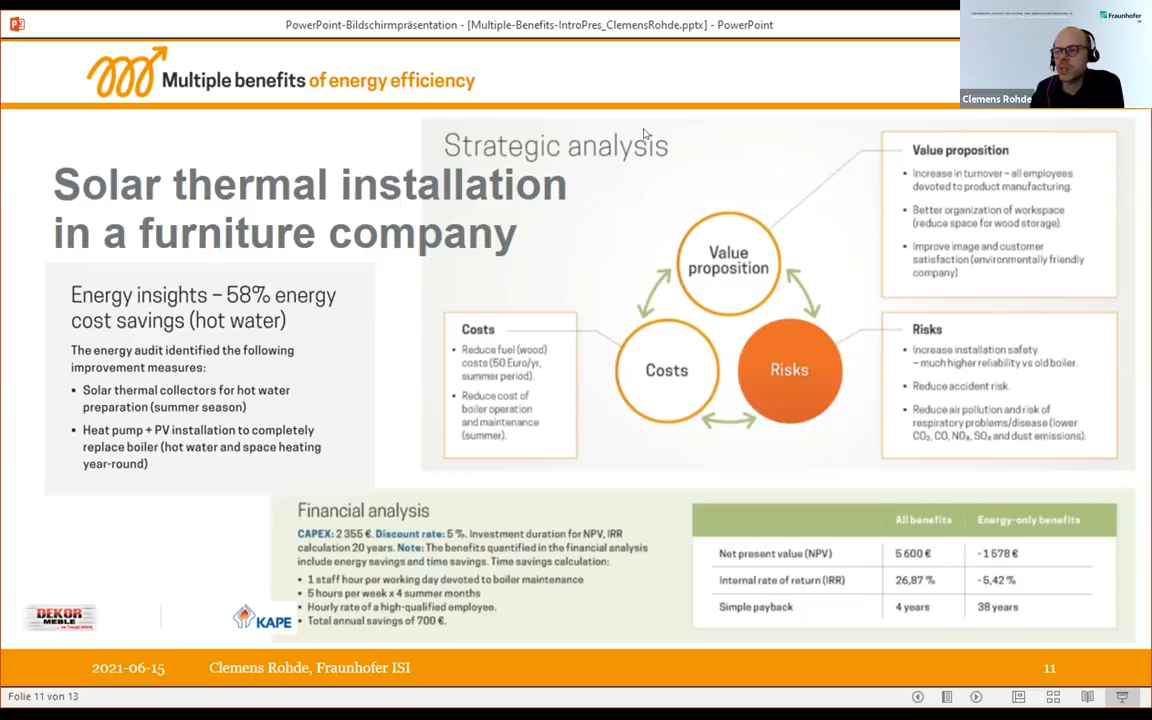 PowerPoint-Bildschirmpräsentation - [Multiple-Benefits-IntroPres_ClemensRohde.pptx] - PowerPoint
Fraunhofer
Clemens Rohde
Multiple benefits of energy efficiency
Solar thermal installation
in a furniture company
Energy insights – 58% energy
cost savings (hot water)
The energy audit identified the following
improvement measures:
• Solar thermal collectors for hot water
preparation (summer season)
• Heat pump + PV installation to completely
replace boiler (hot water and space heating
year-round)
Strategic analysis
Value
proposition
Costs
Risks
Costs
• Reduce fuel (wood)
costs (50 Euro/yr,
summer period).
• Reduce cost of
boiler operation
and maintenance
(summer).
Value proposition
• Increase in turnover – all employees
devoted to product manufacturing.
• Better organization of workspace
(reduce space for wood storage).
• Improve image and customer
satisfaction (environmentally friendly
company)
Risks
• Increase installation safety
– much higher reliability vs old boiler.
• Reduce accident risk.
• Reduce air pollution and risk of
respiratory problems/disease (lower
CO₂, CO, NOₓ, SOₓ and dust emissions).
Financial analysis
CAPEX: 2 355 €. Discount rate: 5 %. Investment duration for NPV, IRR
calculation 20 years. Note: The benefits quantified in the financial analysis
include energy savings and time savings. Time savings calculation:
• 1 staff hour per working day devoted to boiler maintenance
• 5 hours per week x 4 summer months
• Hourly rate of a high-qualified employee.
• Total annual savings of 700 €.
All benefits Energy-only benefits
Net present value (NPV) 5 600 € -1 578 €
Internal rate of return (IRR) 26,87 % -5,42 %
Simple payback 4 years 38 years
DEKOR
MEBLE
KAPE
2021-06-15 Clemens Rohde, Fraunhofer ISI 11
Folie 11 von 13